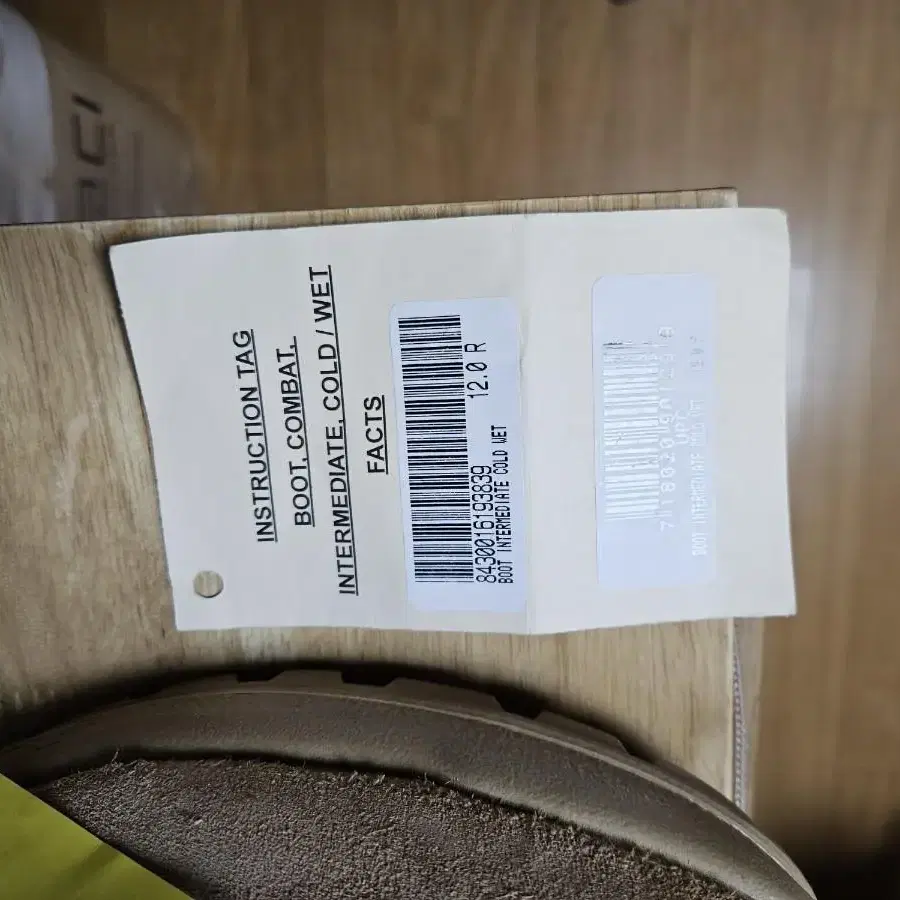 INSTRUCTION TAG
BOOT, COMBAT,
INTERMEDIATE, COLD / WET
FACTS
8430016193839
12.0 R
BOOT INTERMEDIATE COLD WET
UPC
BOOT INTERMEDIATE COLD WET